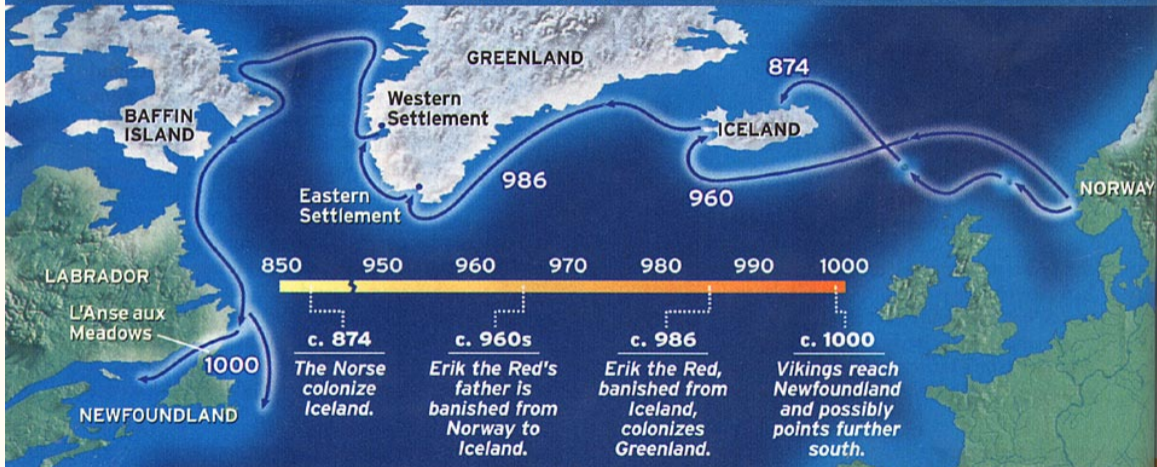 GREENLAND
874
Western
Settlement
BAFFIN
ISLAND
ICELAND
986
960
NORWAY
Eastern
Settlement
LABRADOR
L'Anse aux
Meadows
1000
NEWFOUNDLAND
850 950 960 970 980 990 1000
c. 874
The Norse
colonize
Iceland.
c. 960s
Erik the Red's
father is
banished from
Norway to
Iceland.
c. 986
Erik the Red,
banished from
Iceland,
colonizes
Greenland.
c. 1000
Vikings reach
Newfoundland
and possibly
points further
south.